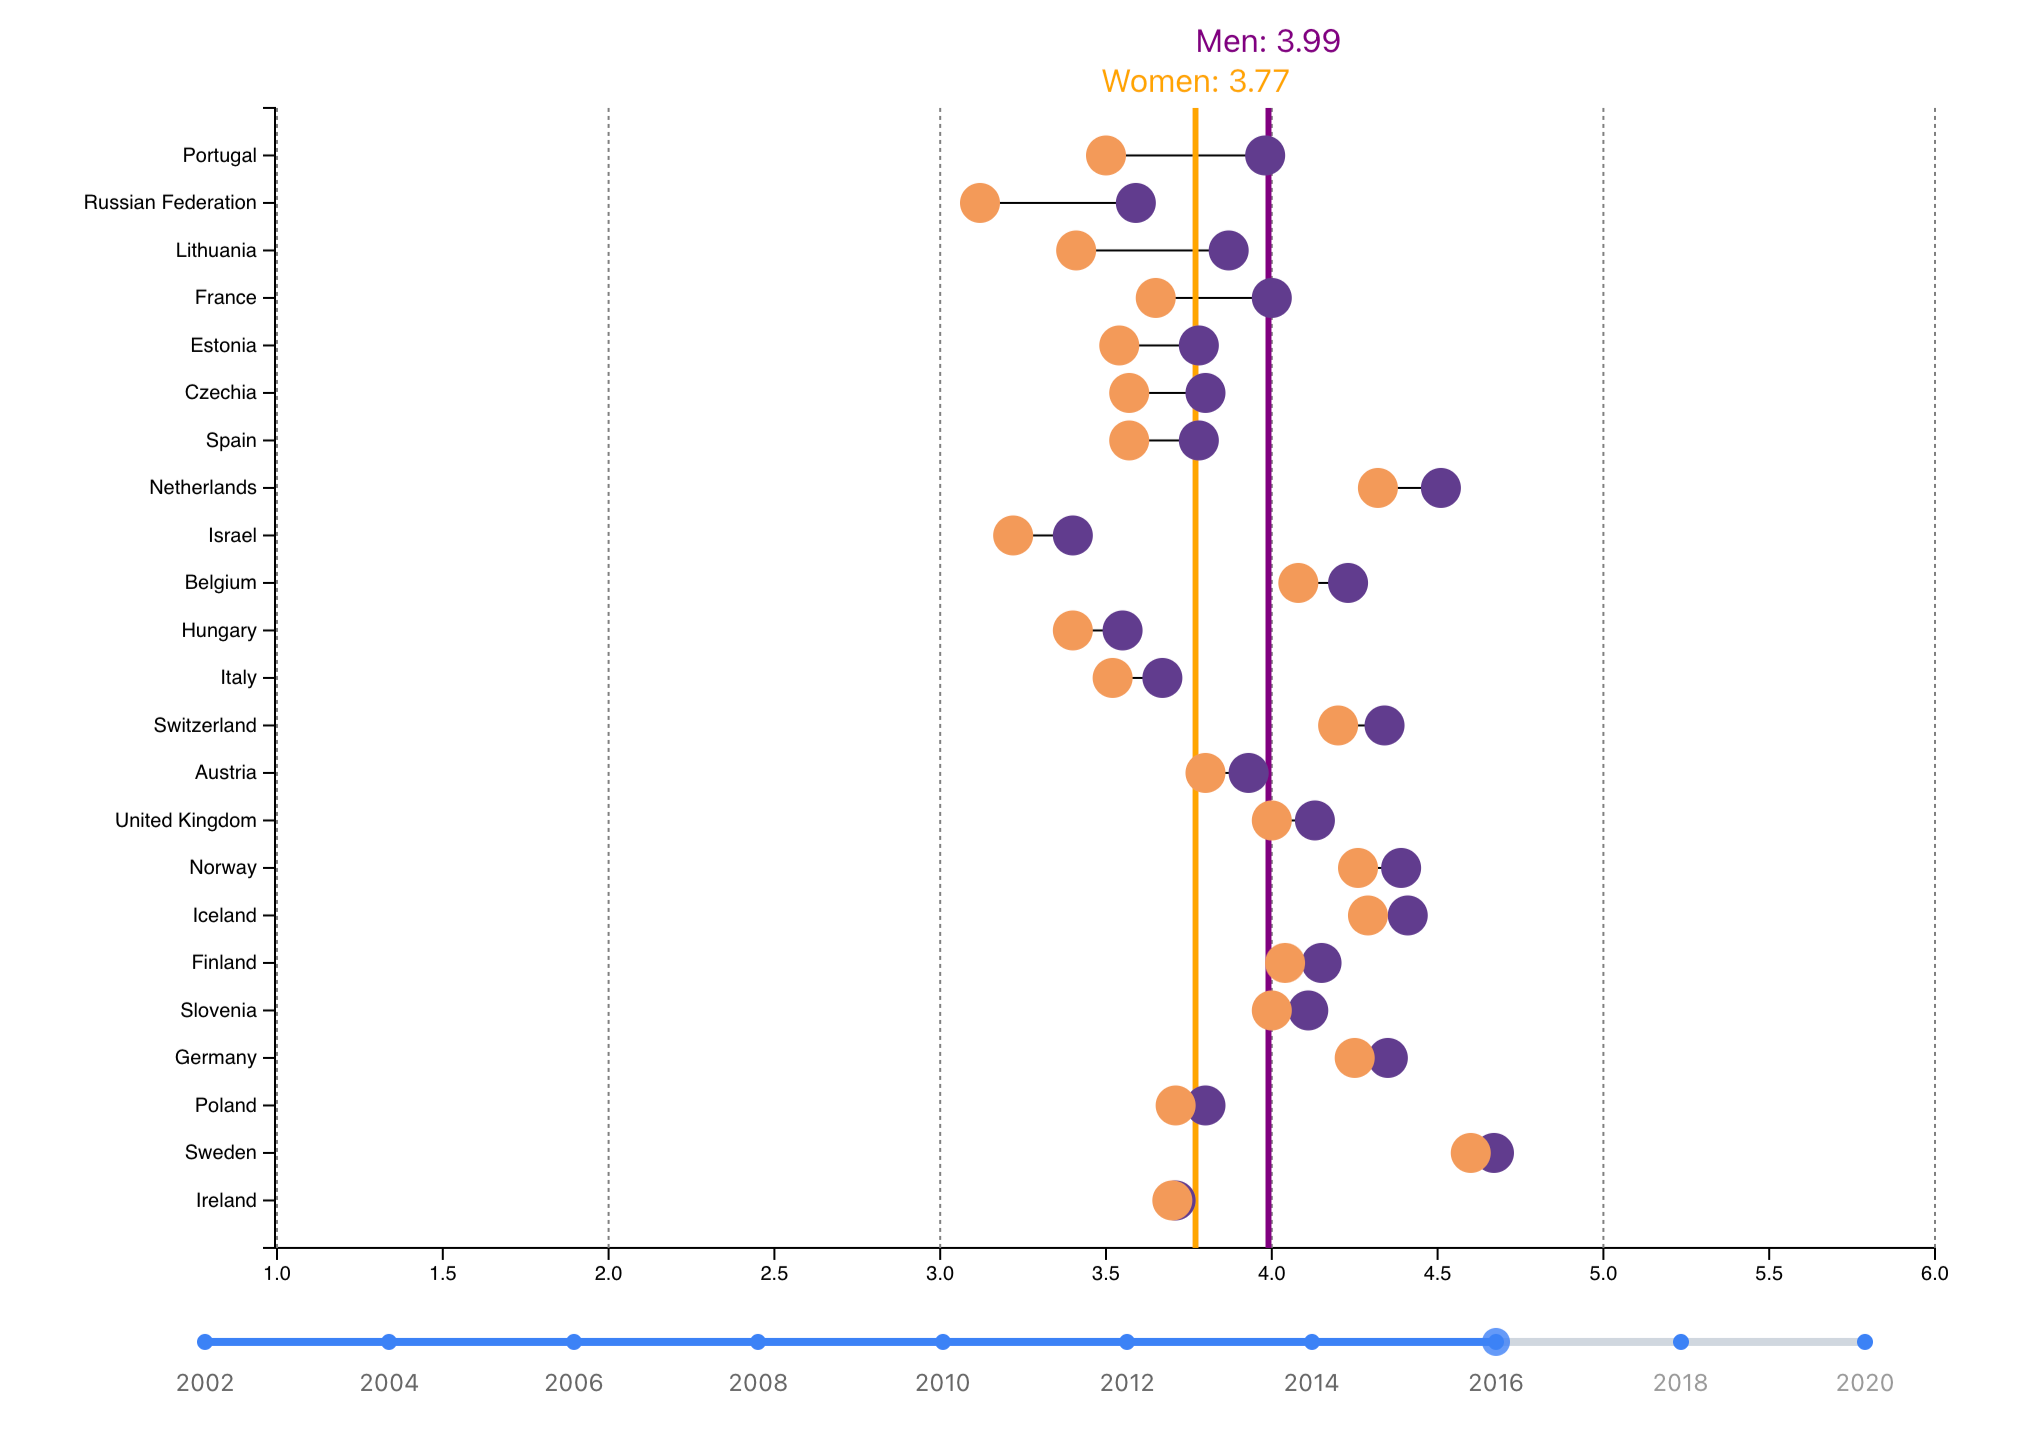 Men: 3.99
Women: 3.77
Portugal
Russian Federation
Lithuania
France
Estonia
Czechia
Spain
Netherlands
Israel
Belgium
Hungary
Italy
Switzerland
Austria
United Kingdom
Norway
Iceland
Finland
Slovenia
Germany
Poland
Sweden
Ireland
1.0 1.5 2.0 2.5 3.0 3.5 4.0 4.5 5.0 5.5 6.0
2002 2004 2006 2008 2010 2012 2014 2016 2018 2020